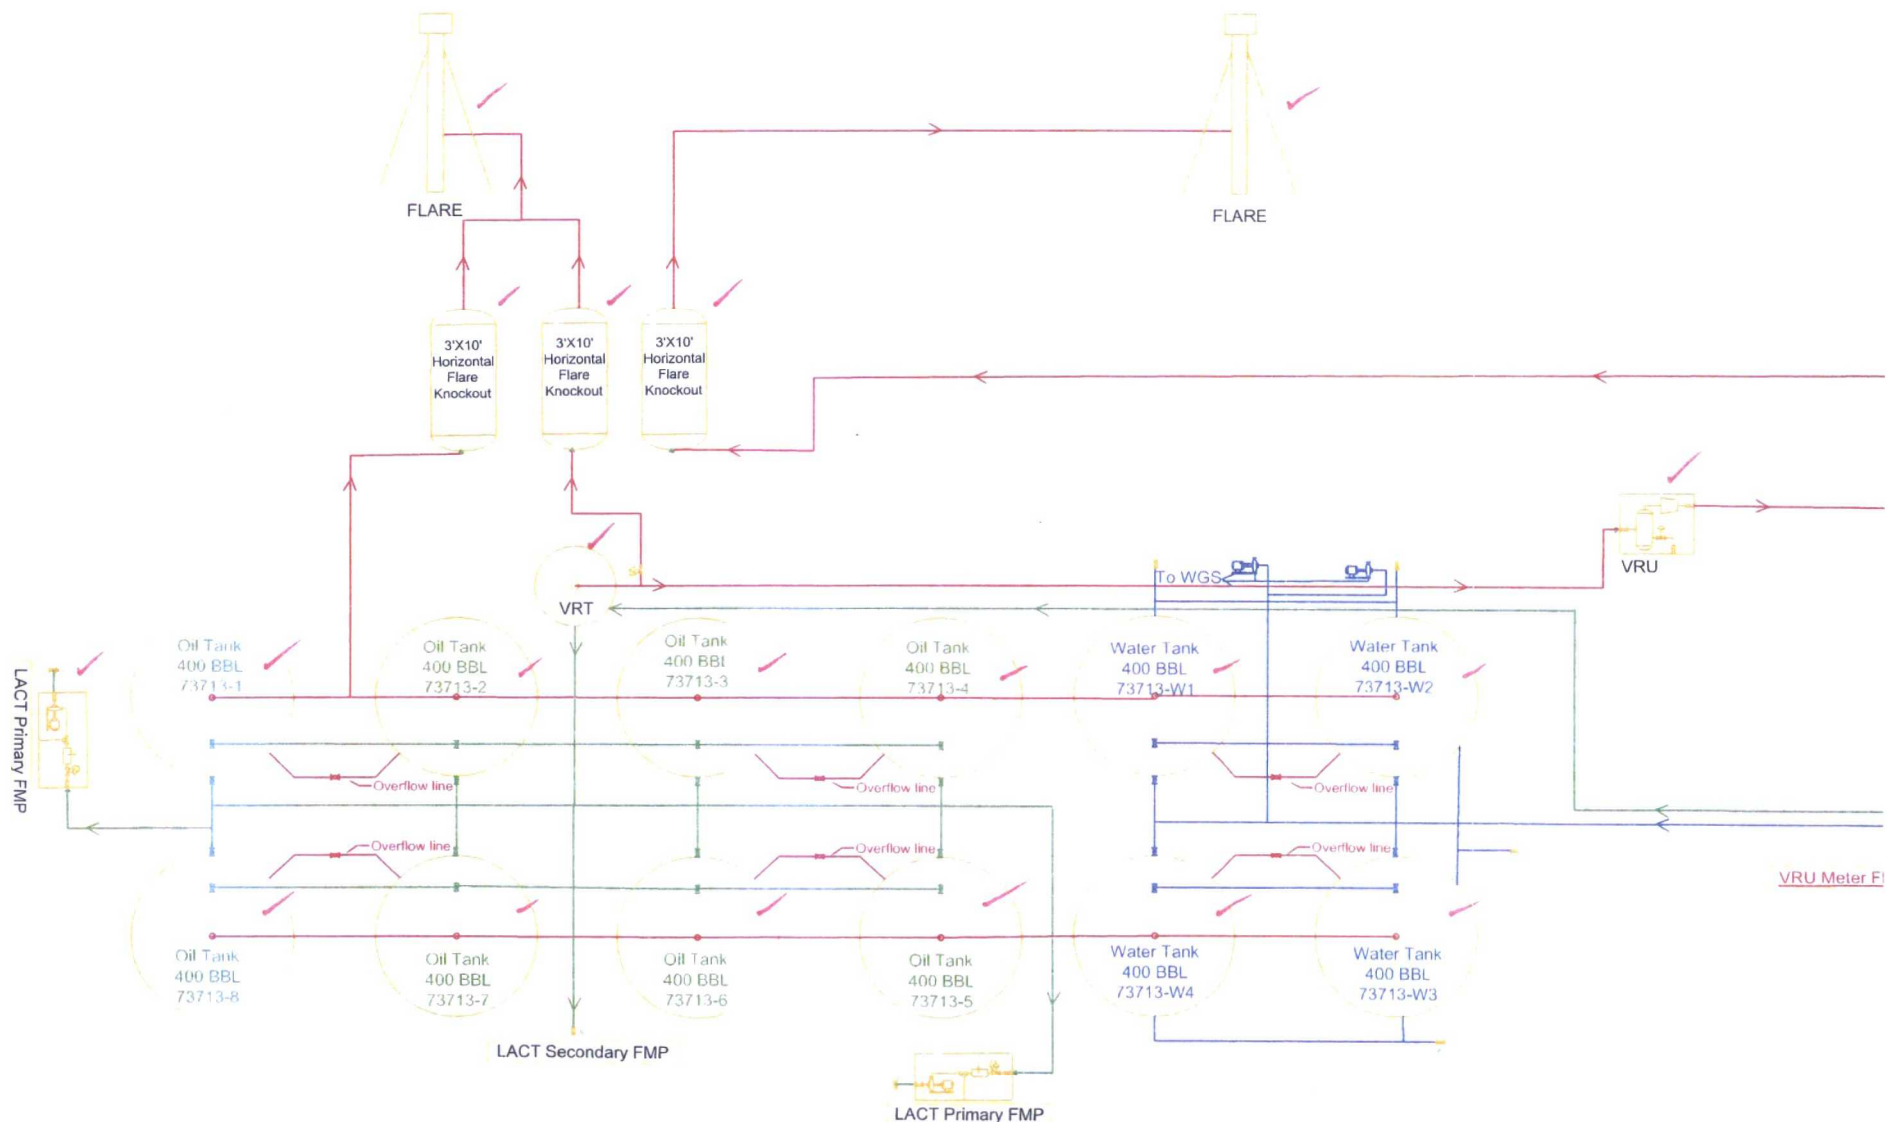 FLARE
FLARE
3'X10'
Horizontal
Flare
Knockout
3'X10'
Horizontal
Flare
Knockout
3'X10'
Horizontal
Flare
Knockout
VRU
To WGS
VRT
Oil Tank
400 BBL
73713-1
Oil Tank
400 BBL
73713-2
Oil Tank
400 BBL
73713-3
Oil Tank
400 BBL
73713-4
Water Tank
400 BBL
73713-W1
Water Tank
400 BBL
73713-W2
LACT Primary FMP
Overflow line
Overflow line
Overflow line
Overflow line
Overflow line
Overflow line
VRU Meter F
Oil Tank
400 BBL
73713-8
Oil Tank
400 BBL
73713-7
Oil Tank
400 BBL
73713-6
Oil Tank
400 BBL
73713-5
Water Tank
400 BBL
73713-W4
Water Tank
400 BBL
73713-W3
LACT Secondary FMP
LACT Primary FMP